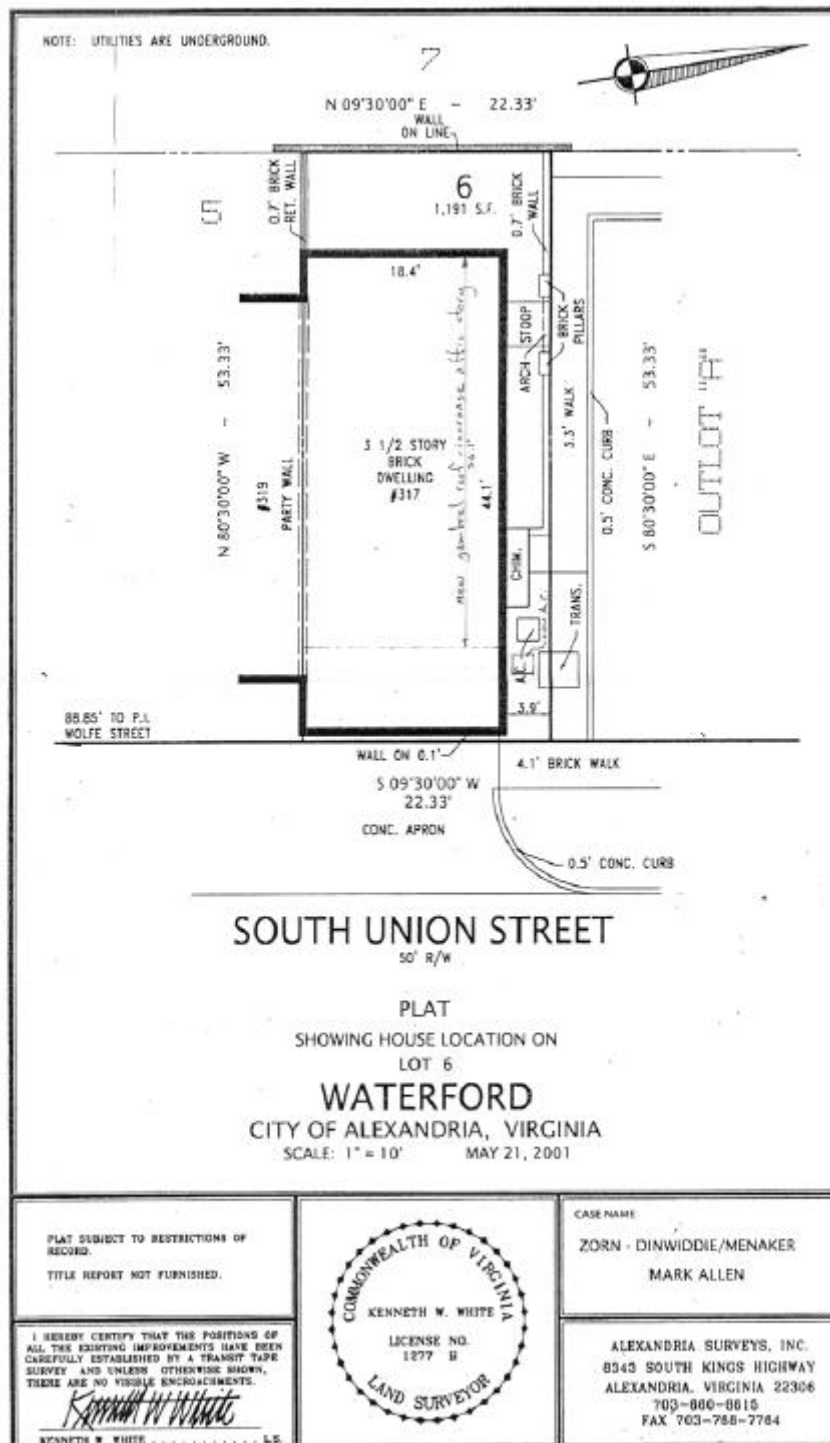 NOTE: UTILITIES ARE UNDERGROUND.
7
N 09°30'00" E - 22.33'
WALL
ON LINE
0.7' BRICK
RET. WALL
6
1,191 S.F.
0.7' BRICK
WALL
5
18.4'
new gambrel roof increase attic story
36.1'
STOOP
ARCH
BRICK
PILLARS
N 80°30'00" W - 53.33'
#319
PARTY WALL
3 1/2 STORY
BRICK
DWELLING
#317
44.1'
3.3' WALK
0.5' CONC. CURB
S 80°30'00" E - 53.33'
OUTLOT "A"
CHIM.
A.C.
TRANS.
3.9'
88.85' TO P.I.
WOLFE STREET
WALL ON 0.1'
S 09°30'00" W
22.33'
4.1' BRICK WALK
CONC. APRON
0.5' CONC. CURB
SOUTH UNION STREET
50' R/W
PLAT
SHOWING HOUSE LOCATION ON
LOT 6
WATERFORD
CITY OF ALEXANDRIA, VIRGINIA
SCALE: 1" = 10' MAY 21, 2001
PLAT SUBJECT TO RESTRICTIONS OF
RECORD.
TITLE REPORT NOT FURNISHED.
I HEREBY CERTIFY THAT THE POSITIONS OF
ALL THE EXISTING IMPROVEMENTS HAVE BEEN
CAREFULLY ESTABLISHED BY A TRANSIT TAPE
SURVEY AND UNLESS OTHERWISE SHOWN,
THERE ARE NO VISIBLE ENCROACHMENTS.
Kenneth W White
KENNETH W. WHITE . . . . . . . . . . . L.S.
COMMONWEALTH OF VIRGINIA
KENNETH W. WHITE
LICENSE NO.
1277 B
LAND SURVEYOR
CASE NAME
ZORN - DINWIDDIE/MENAKER
MARK ALLEN
ALEXANDRIA SURVEYS, INC.
6343 SOUTH KINGS HIGHWAY
ALEXANDRIA, VIRGINIA 22306
703-660-6615
FAX 703-768-7764